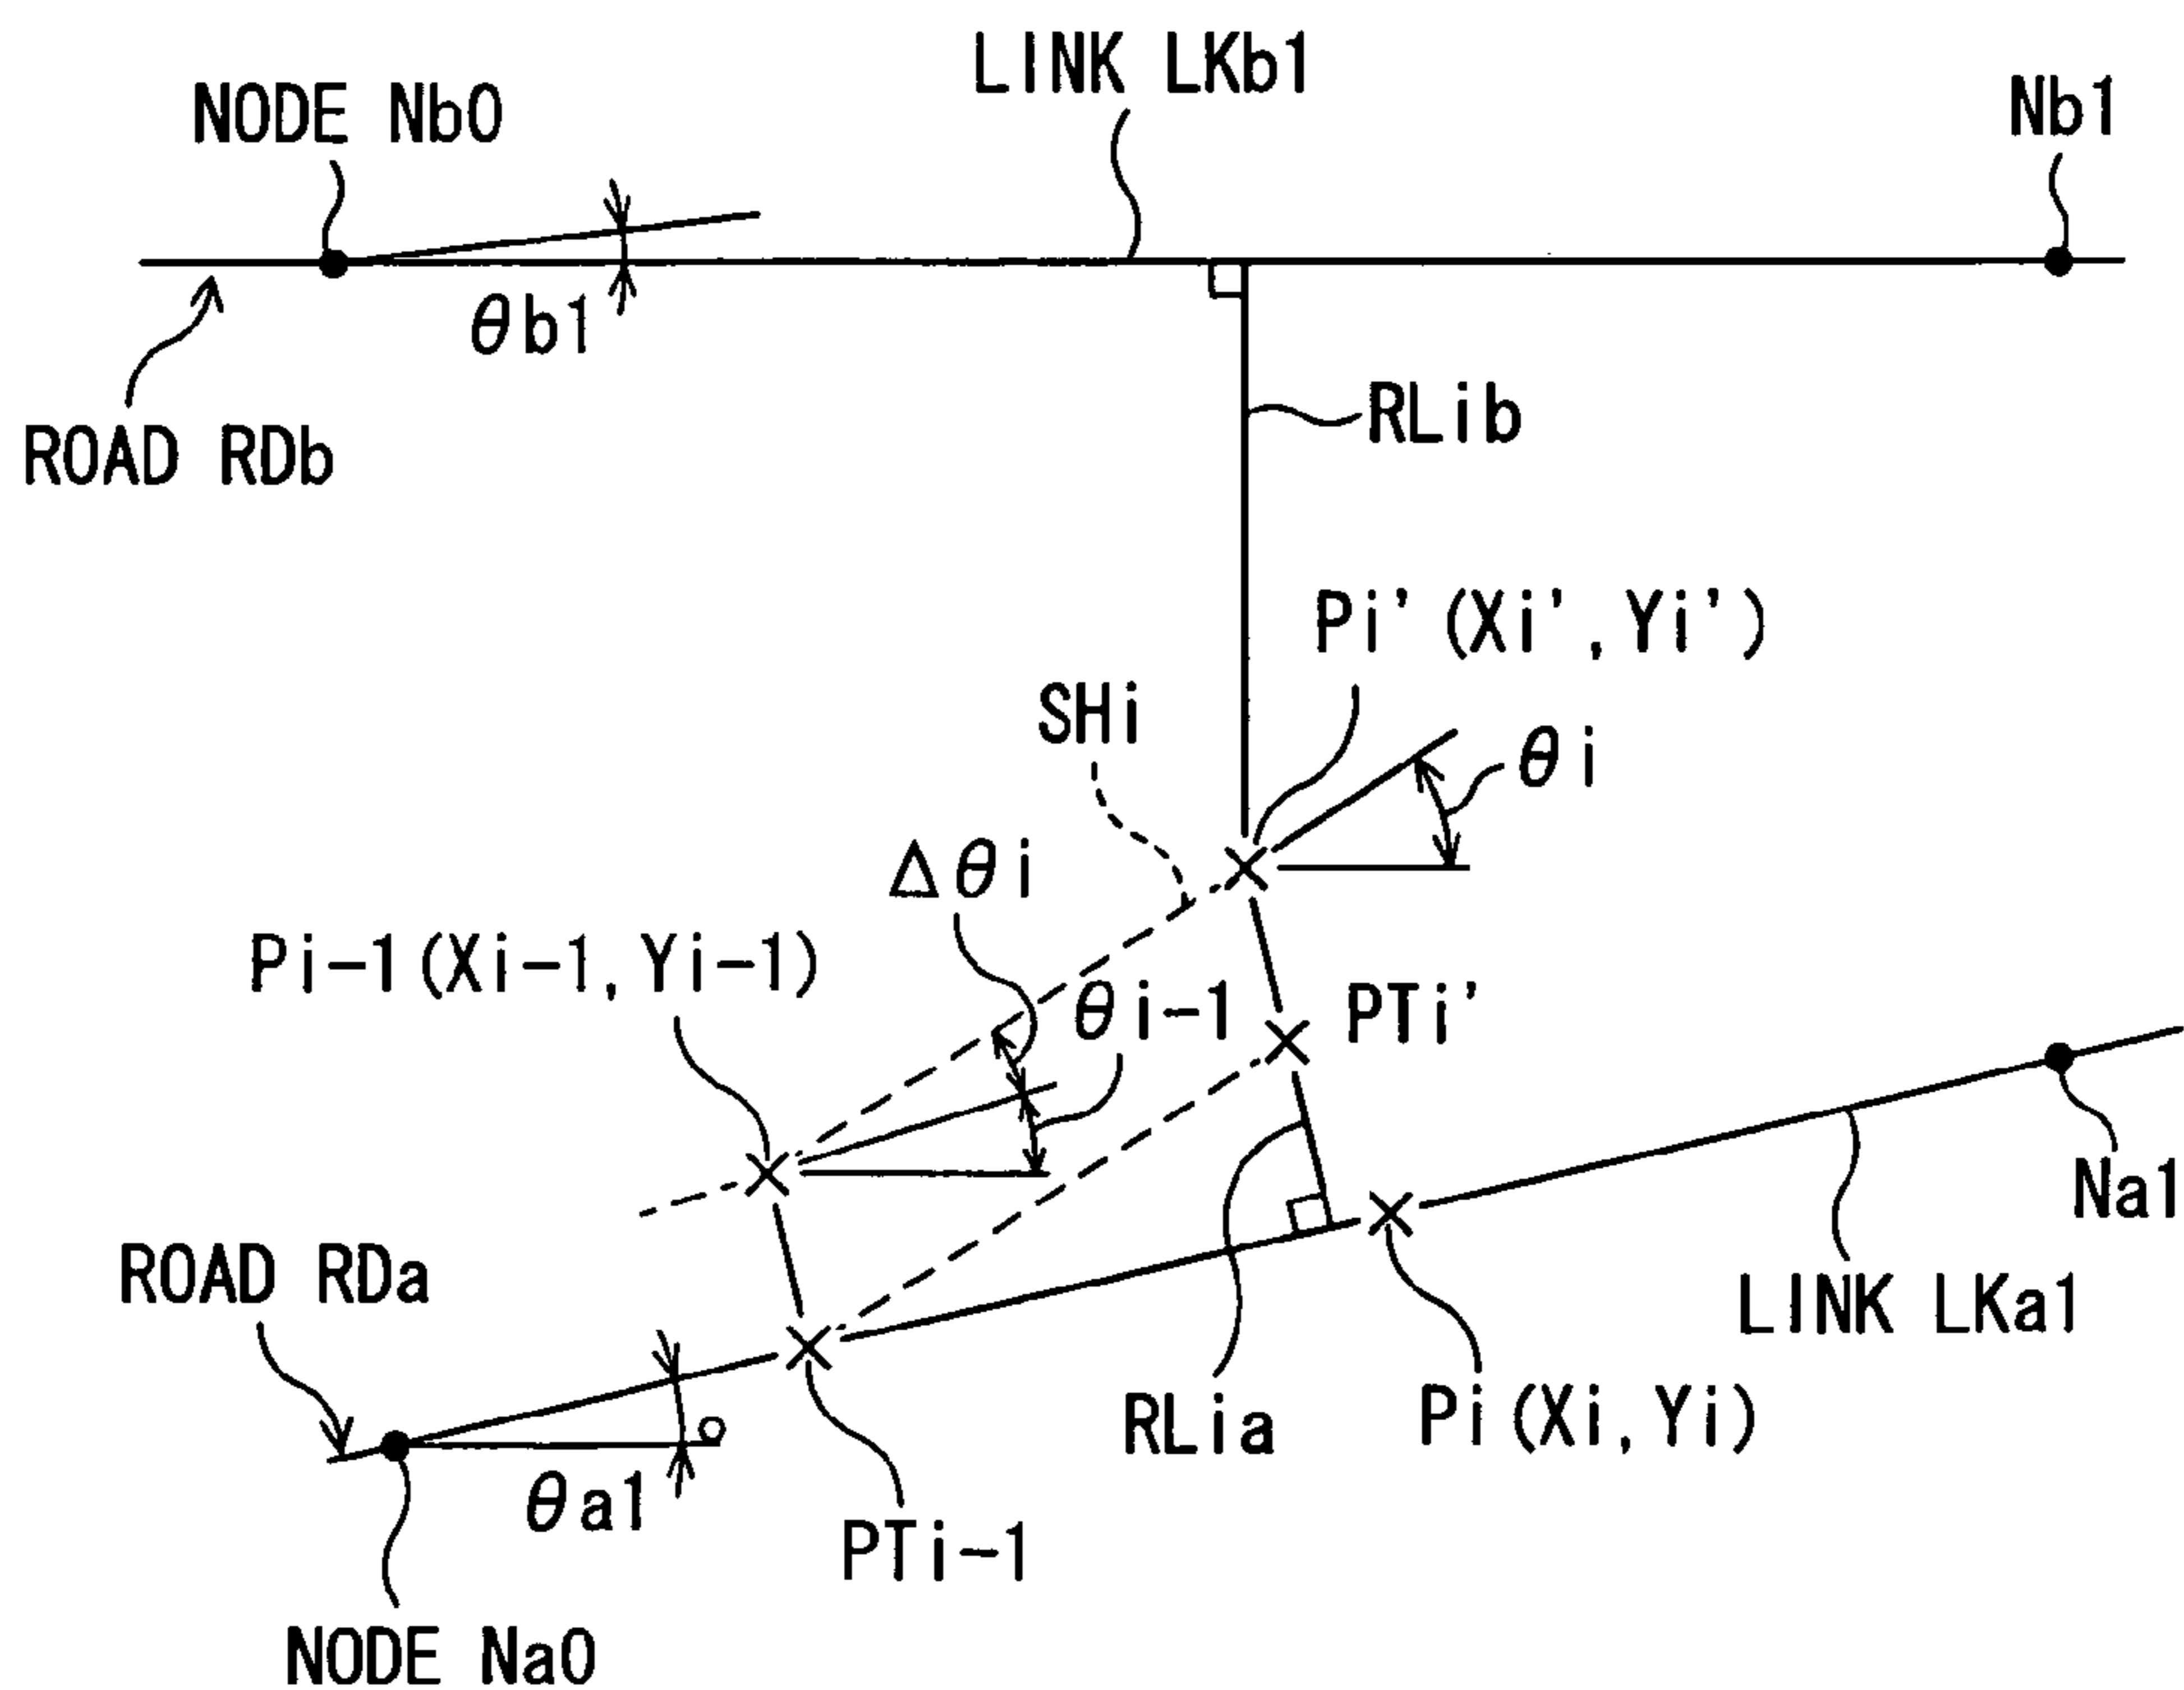 LINK LKb1
NODE Nb0
Nb1
θb1
RLib
ROAD RDb
Pi' (Xi', Yi')
SHi
θi
Δθi
Pi-1 (Xi-1, Yi-1)
θi-1
PTi'
Na1
ROAD RDa
LINK LKa1
RLia
Pi (Xi, Yi)
θa1
PTi-1
NODE Na0